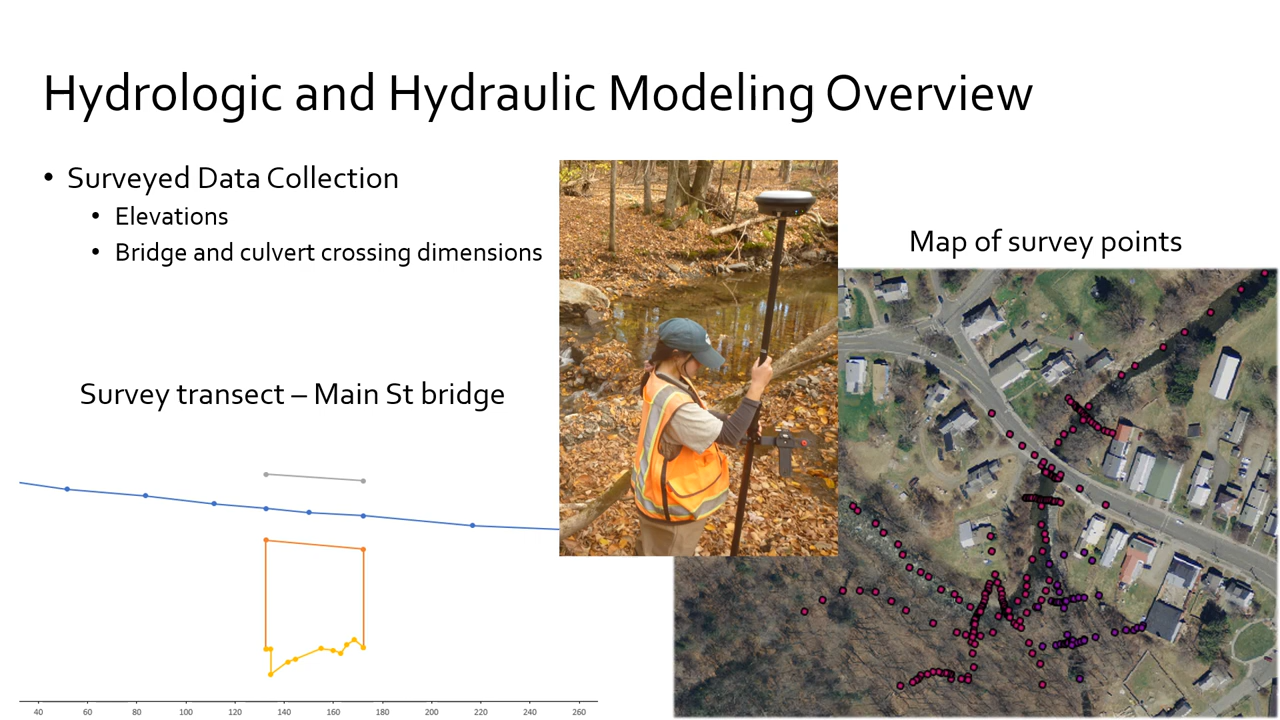 Hydrologic and Hydraulic Modeling Overview
• Surveyed Data Collection
• Elevations
• Bridge and culvert crossing dimensions
Map of survey points
Survey transect – Main St bridge
40 60 80 100 120 140 160 180 200 220 240 260